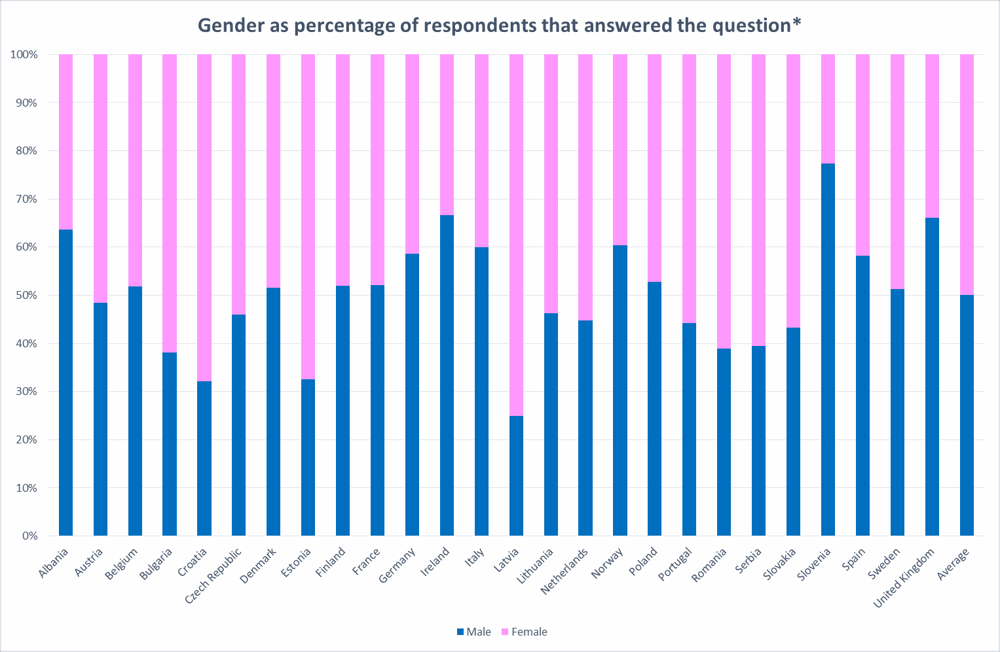 Gender as percentage of respondents that answered the question*
100%
90%
80%
70%
60%
50%
40%
30%
20%
10%
0%
Albania
Austria
Belgium
Bulgaria
Croatia
Czech Republic
Denmark
Estonia
Finland
France
Germany
Ireland
Italy
Latvia
Lithuania
Netherlands
Norway
Poland
Portugal
Romania
Serbia
Slovakia
Slovenia
Spain
Sweden
United Kingdom
Average
Male Female